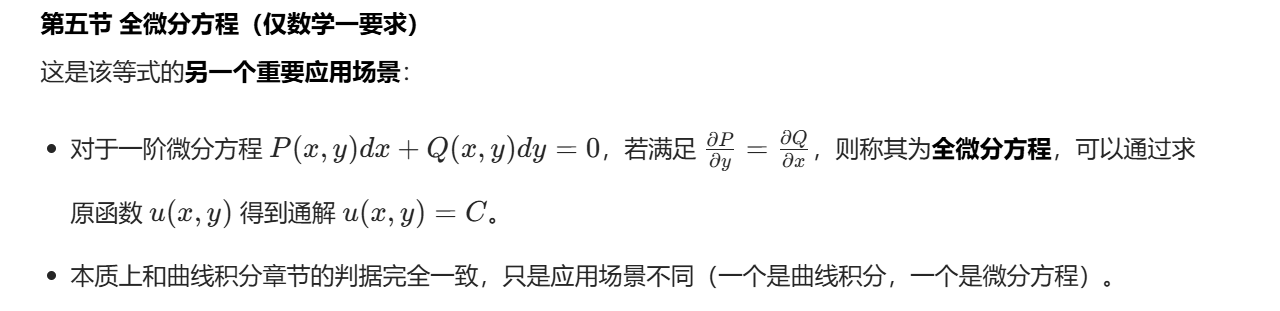 第五节 全微分方程（仅数学一要求）
这是该等式的另一个重要应用场景：
• 对于一阶微分方程 P(x, y)dx + Q(x, y)dy = 0，若满足 ∂P/∂y = ∂Q/∂x，则称其为全微分方程，可以通过求
原函数 u(x, y) 得到通解 u(x, y) = C。
• 本质上和曲线积分章节的判据完全一致，只是应用场景不同（一个是曲线积分，一个是微分方程）。